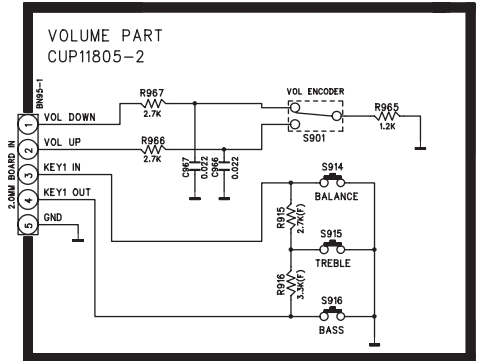 VOLUME PART
CUP11805-2
BN95-1
2.0MM BOARD IN
1 VOL DOWN
2 VOL UP
3 KEY1 IN
4 KEY1 OUT
5 GND
R967
2.7K
R966
2.7K
C967
0.022
C966
0.022
VOL ENCODER
S901
R965
1.2K
S914
BALANCE
R915
2.7K(F)
S915
TREBLE
R916
3.3K(F)
S916
BASS